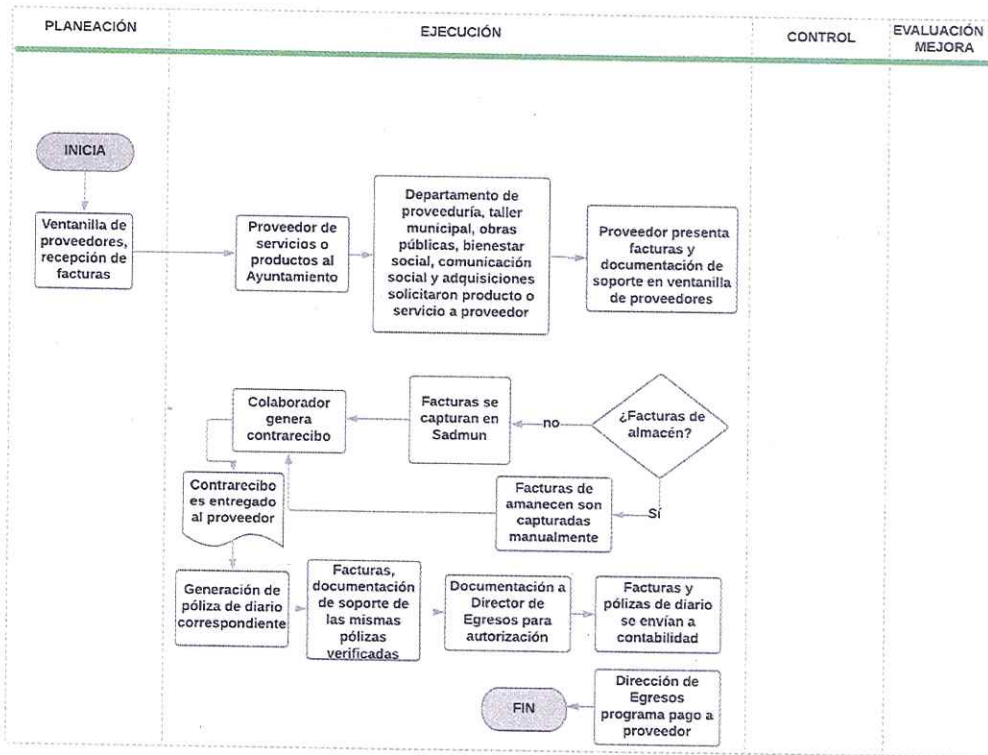 PLANEACIÓN
EJECUCIÓN
CONTROL
EVALUACIÓN
MEJORA
INICIA
Ventanilla de
proveedores,
recepción de
facturas
Proveedor de
servicios o
productos al
Ayuntamiento
Departamento de
proveeduría, taller
municipal, obras
públicas, bienestar
social, comunicación
social y adquisiciones
solicitaron producto o
servicio a proveedor
Proveedor presenta
facturas y
documentación de
soporte en ventanilla
de proveedores
¿Facturas de
almacén?
no
Facturas se
capturan en
Sadmun
Colaborador
genera
contrarecibo
Sí
Facturas de
amanecen son
capturadas
manualmente
Contrarecibo
es entregado
al proveedor
Generación de
póliza de diario
correspondiente
Facturas,
documentación
de soporte de
las mismas
pólizas
verificadas
Documentación a
Director de
Egresos para
autorización
Facturas y
pólizas de diario
se envían a
contabilidad
Dirección de
Egresos
programa pago a
proveedor
FIN